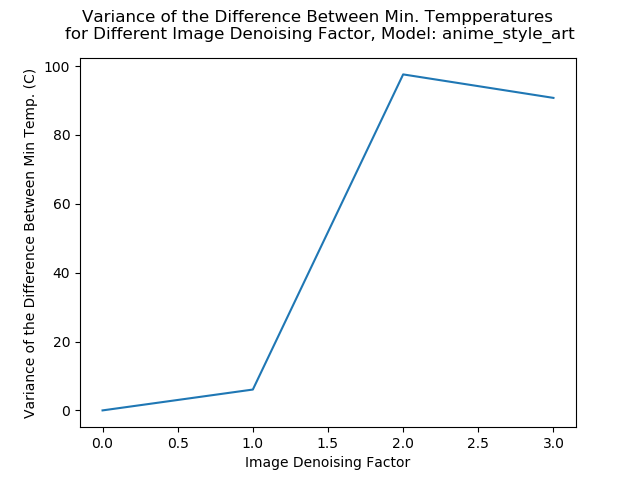 Variance of the Difference Between Min. Tempperatures
for Different Image Denoising Factor, Model: anime_style_art
Variance of the Difference Between Min Temp. (C)
100
80
60
40
20
0
0.0 0.5 1.0 1.5 2.0 2.5 3.0
Image Denoising Factor